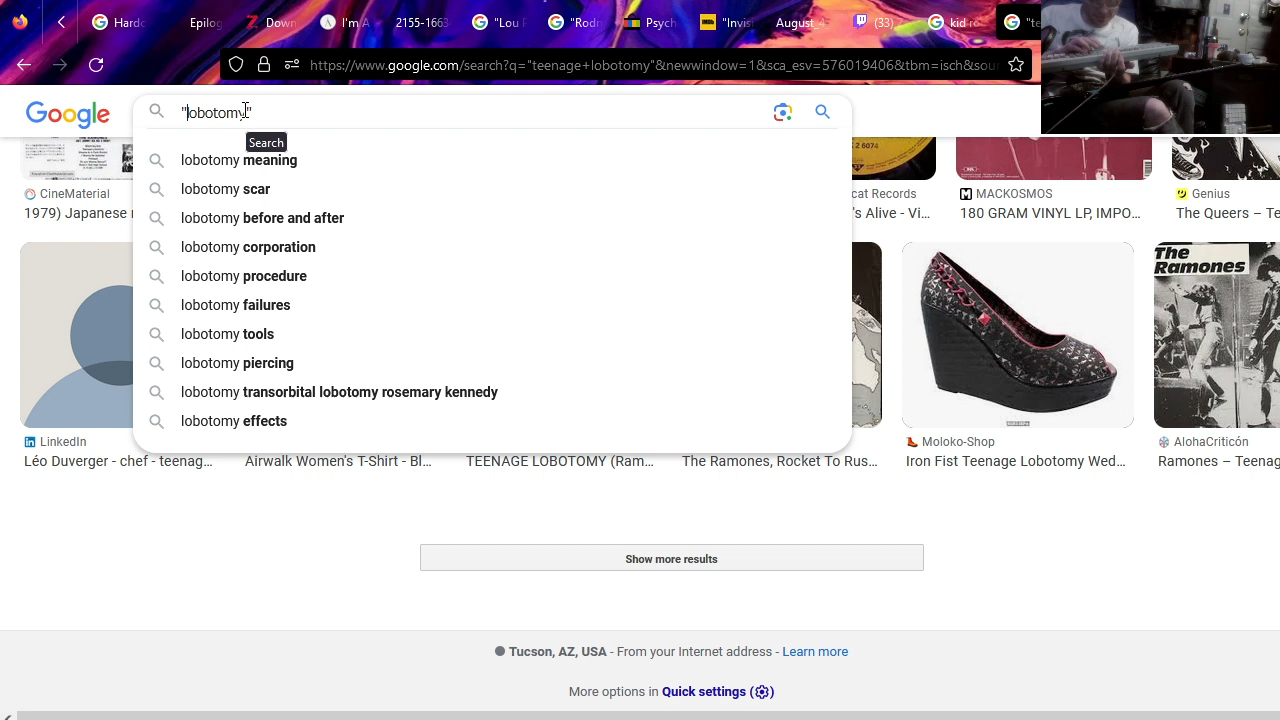 Hardc
Epilog
Down
I'm A
2155-1663
"Lou
"Rod
Psych
"Invis
August_4
(33)
kid ro
"te
https://www.google.com/search?q="teenage+lobotomy"&newwindow=1&sca_esv=576019406&tbm=isch&sou
Google
"lobotomy"
Search
lobotomy meaning
lobotomy scar
lobotomy before and after
lobotomy corporation
lobotomy procedure
lobotomy failures
lobotomy tools
lobotomy piercing
lobotomy transorbital lobotomy rosemary kennedy
lobotomy effects
CineMaterial
1979) Japanese
cat Records
's Alive - Vi...
2 6074
MACKOSMOS
180 GRAM VINYL LP, IMPO...
Genius
The Queers – Te
The
Ramones
LinkedIn
Léo Duverger - chef - teenag...
Airwalk Women's T-Shirt - Bl...
TEENAGE LOBOTOMY (Ram...
The Ramones, Rocket To Rus...
Moloko-Shop
Iron Fist Teenage Lobotomy Wed...
AlohaCriticón
Ramones – Teenag
Show more results
Tucson, AZ, USA - From your Internet address - Learn more
More options in Quick settings ()